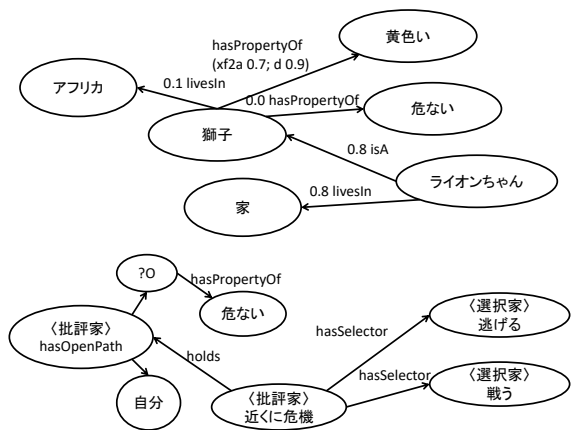 hasPropertyOf
(xf2a 0.7; d 0.9)
黄色い
アフリカ
0.1 livesIn
0.0 hasPropertyOf
危ない
獅子
0.8 isA
ライオンちゃん
0.8 livesIn
家
?O
hasPropertyOf
危ない
〈批評家〉
hasOpenPath
holds
自分
〈批評家〉
近くに危機
hasSelector
〈選択家〉
逃げる
hasSelector
〈選択家〉
戦う